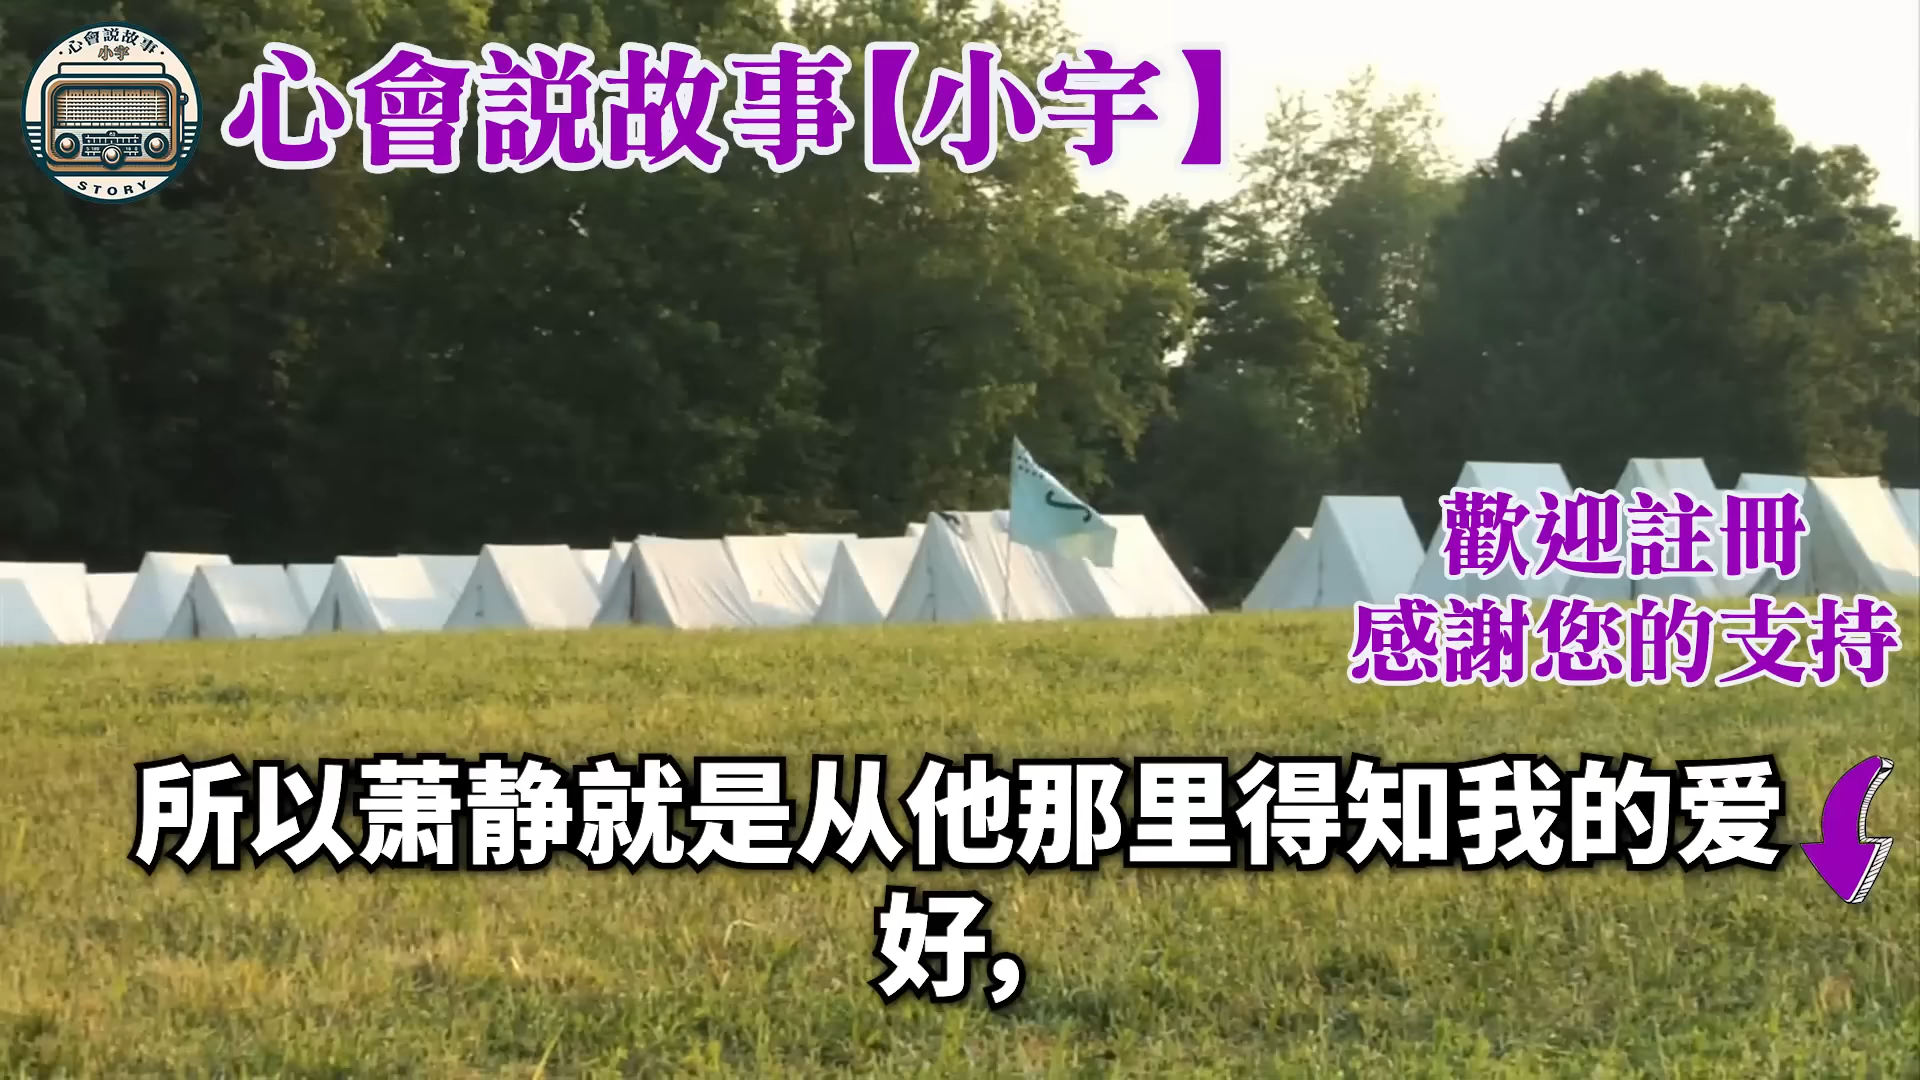 ·心會説故事·
小宇
STORY
心會説故事【小宇】
歡迎註冊
感謝您的支持
所以萧静就是从他那里得知我的爱
好,